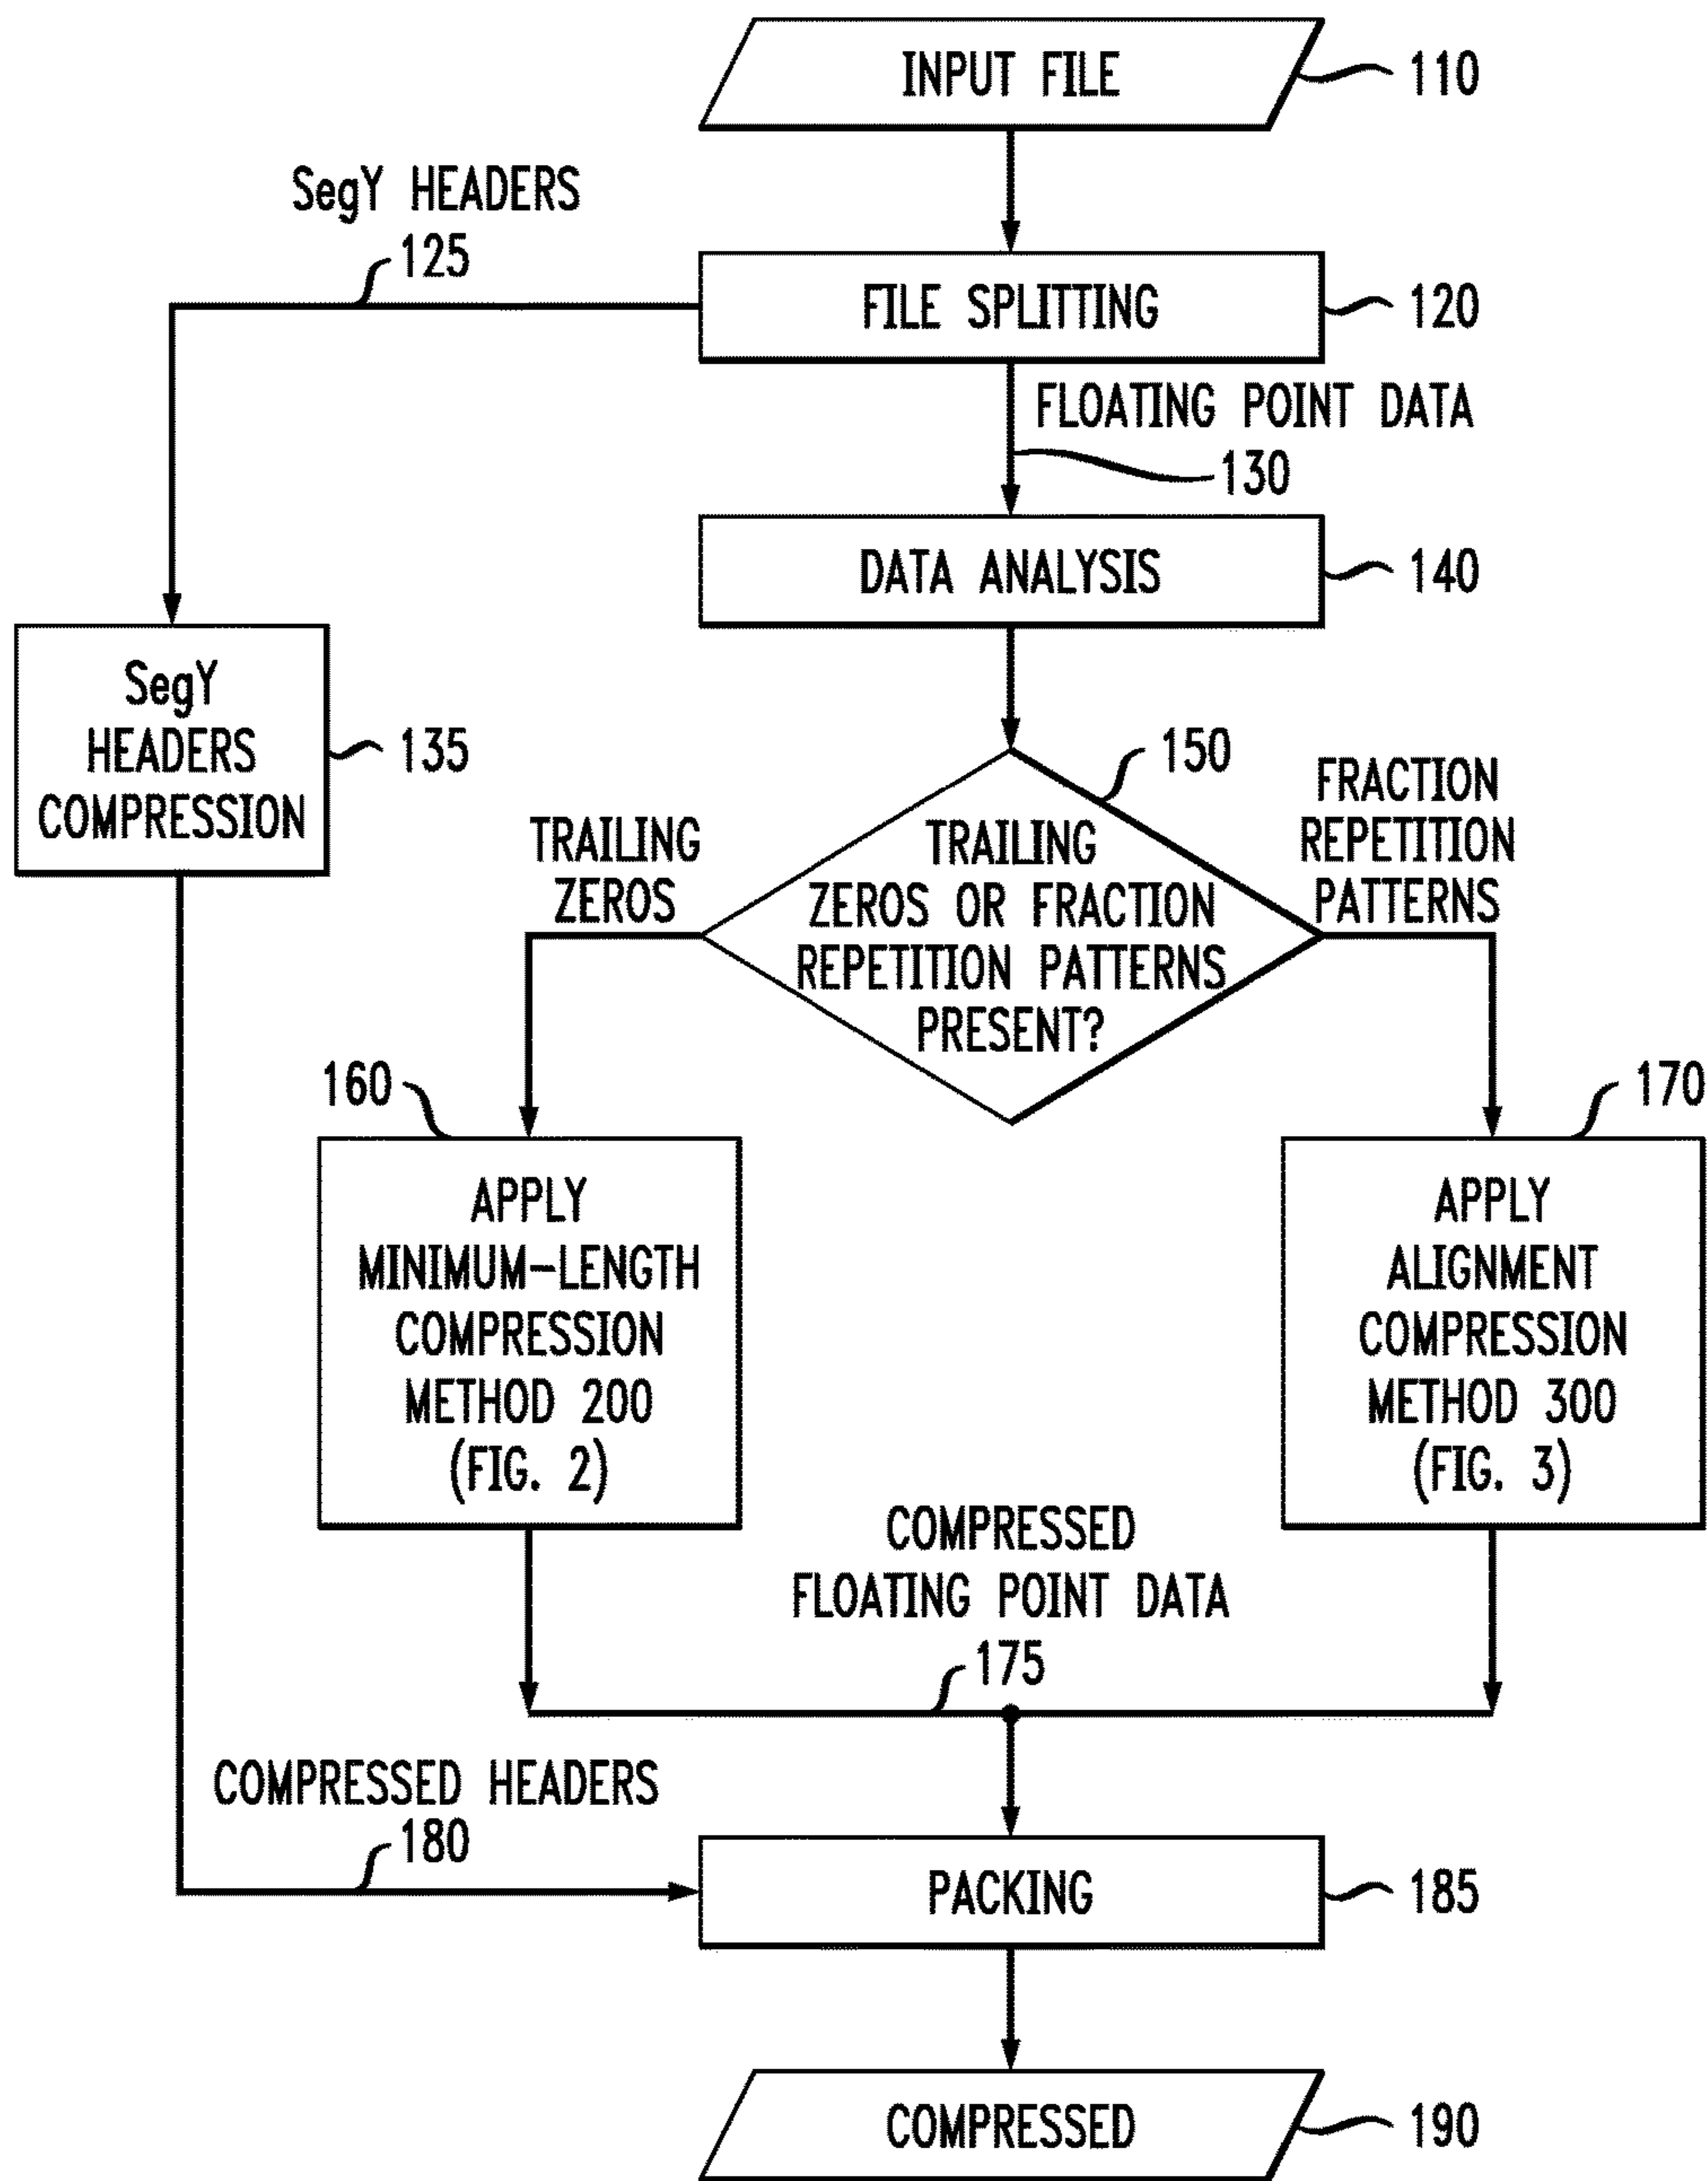 INPUT FILE
110
SegY HEADERS
125
FILE SPLITTING
120
FLOATING POINT DATA
130
DATA ANALYSIS
140
SegY
HEADERS
COMPRESSION
135
150
TRAILING
ZEROS
TRAILING
ZEROS OR FRACTION
REPETITION PATTERNS
PRESENT?
FRACTION
REPETITION
PATTERNS
160
APPLY
MINIMUM-LENGTH
COMPRESSION
METHOD 200
(FIG. 2)
170
APPLY
ALIGNMENT
COMPRESSION
METHOD 300
(FIG. 3)
COMPRESSED
FLOATING POINT DATA
175
COMPRESSED HEADERS
180
PACKING
185
COMPRESSED
190